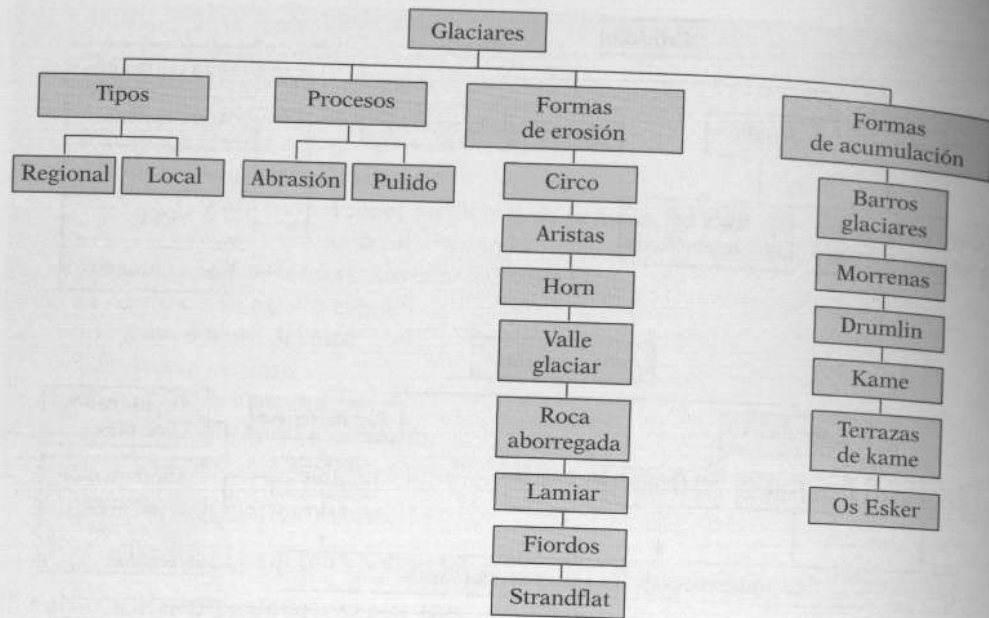 Glaciares
Tipos
Regional
Local
Procesos
Abrasión
Pulido
Formas
de erosión
Circo
Aristas
Horn
Valle
glaciar
Roca
aborregada
Lamiar
Fiordos
Strandflat
Formas
de acumulación
Barros
glaciares
Morrenas
Drumlin
Kame
Terrazas
de kame
Os Esker